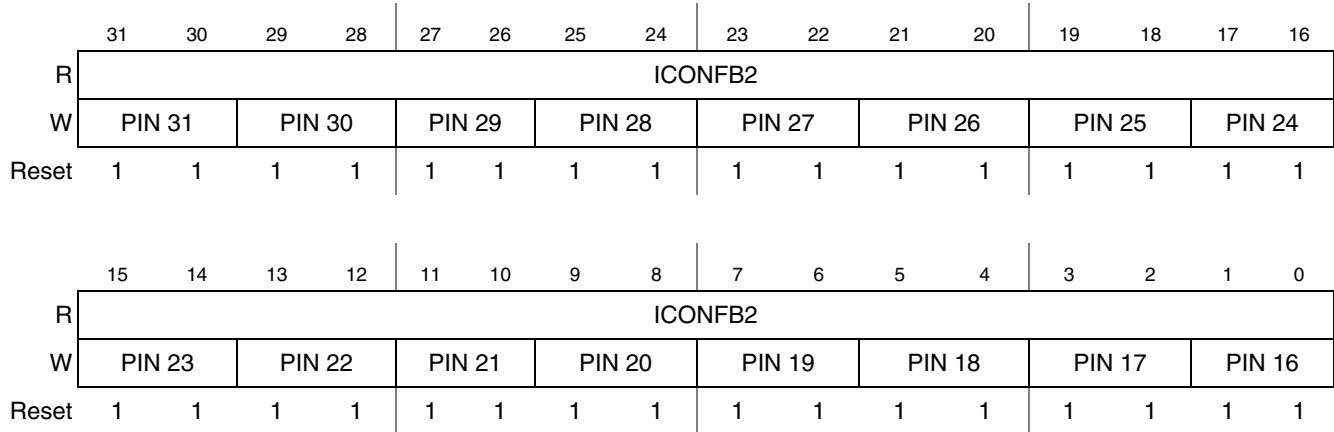 31 30 29 28 27 26 25 24 23 22 21 20 19 18 17 16
R ICONFB2
W PIN 31 PIN 30 PIN 29 PIN 28 PIN 27 PIN 26 PIN 25 PIN 24
Reset 1 1 1 1 1 1 1 1 1 1 1 1 1 1 1 1
15 14 13 12 11 10 9 8 7 6 5 4 3 2 1 0
R ICONFB2
W PIN 23 PIN 22 PIN 21 PIN 20 PIN 19 PIN 18 PIN 17 PIN 16
Reset 1 1 1 1 1 1 1 1 1 1 1 1 1 1 1 1